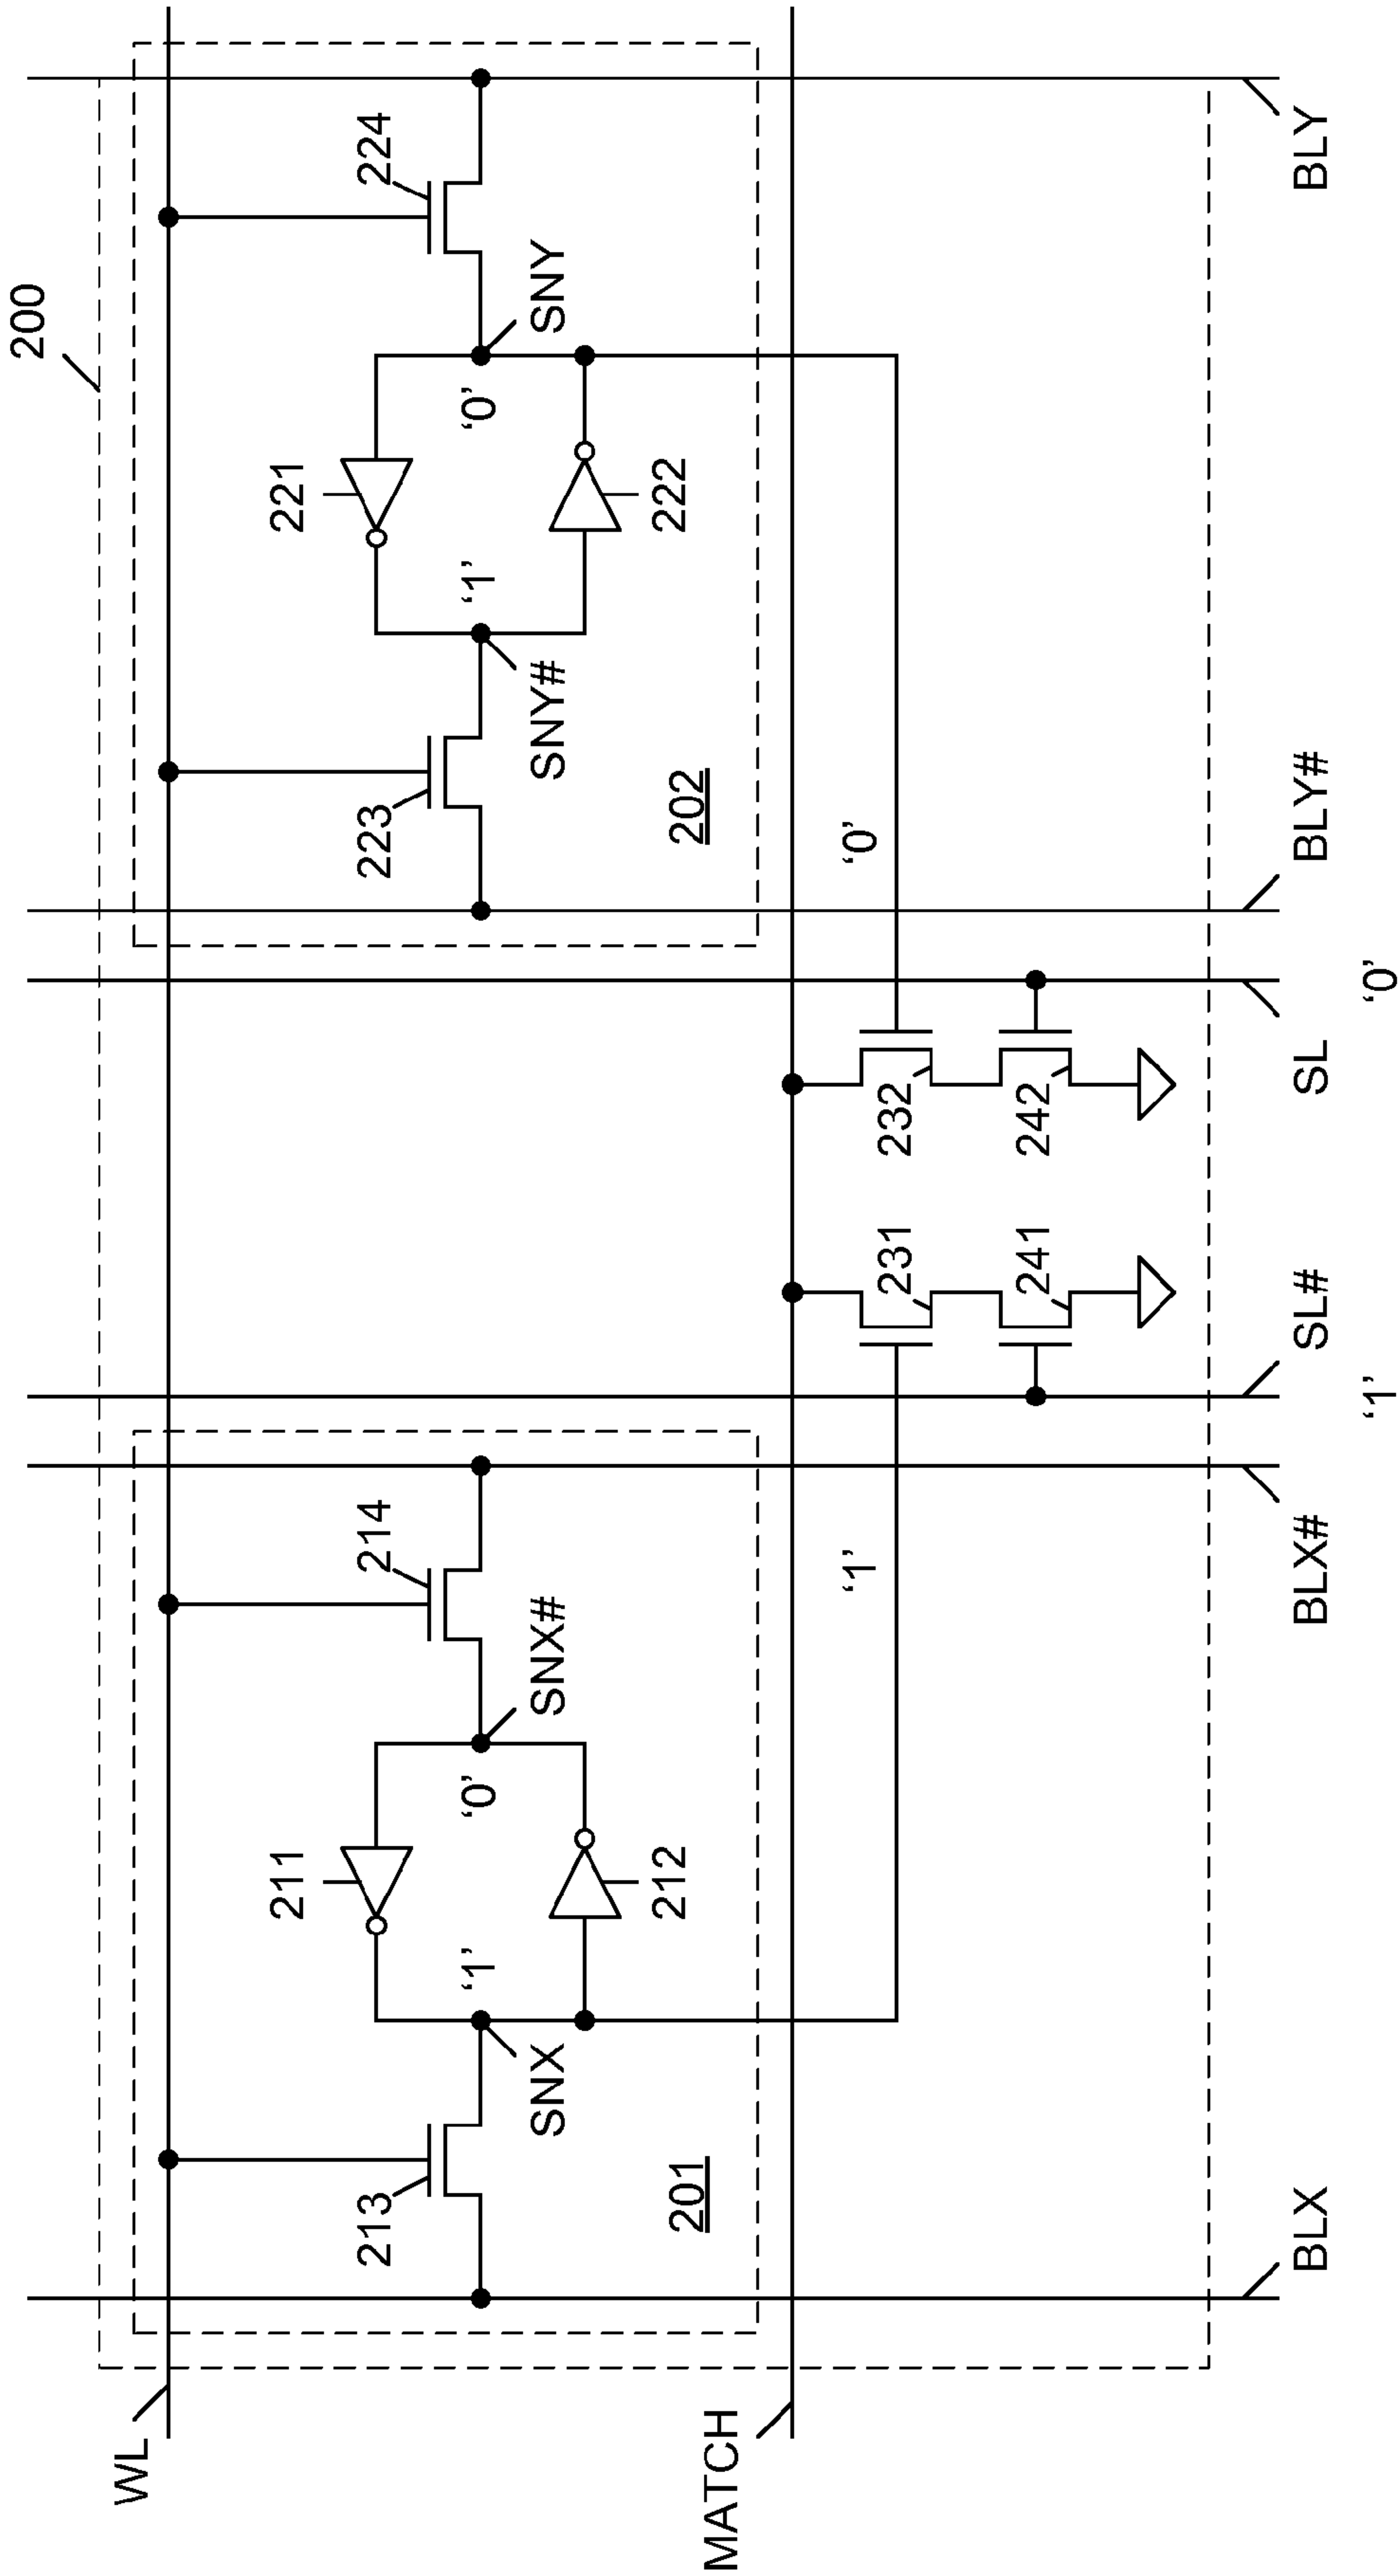 200
WL
213
211
214
223
221
224
‘1’
‘0’
‘1’
‘0’
SNX
SNX#
SNY#
SNY
201
212
202
222
MATCH
‘1’
‘0’
231
232
241
242
BLX
BLX#
SL#
SL
BLY#
BLY
‘1’
‘0’